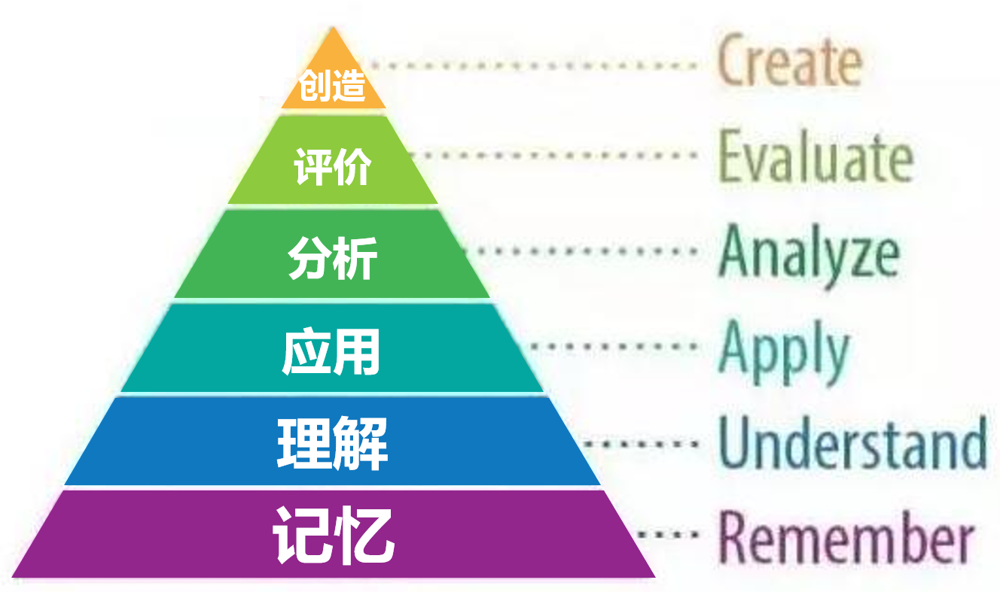 创造 Create
评价 Evaluate
分析 Analyze
应用 Apply
理解 Understand
记忆 Remember